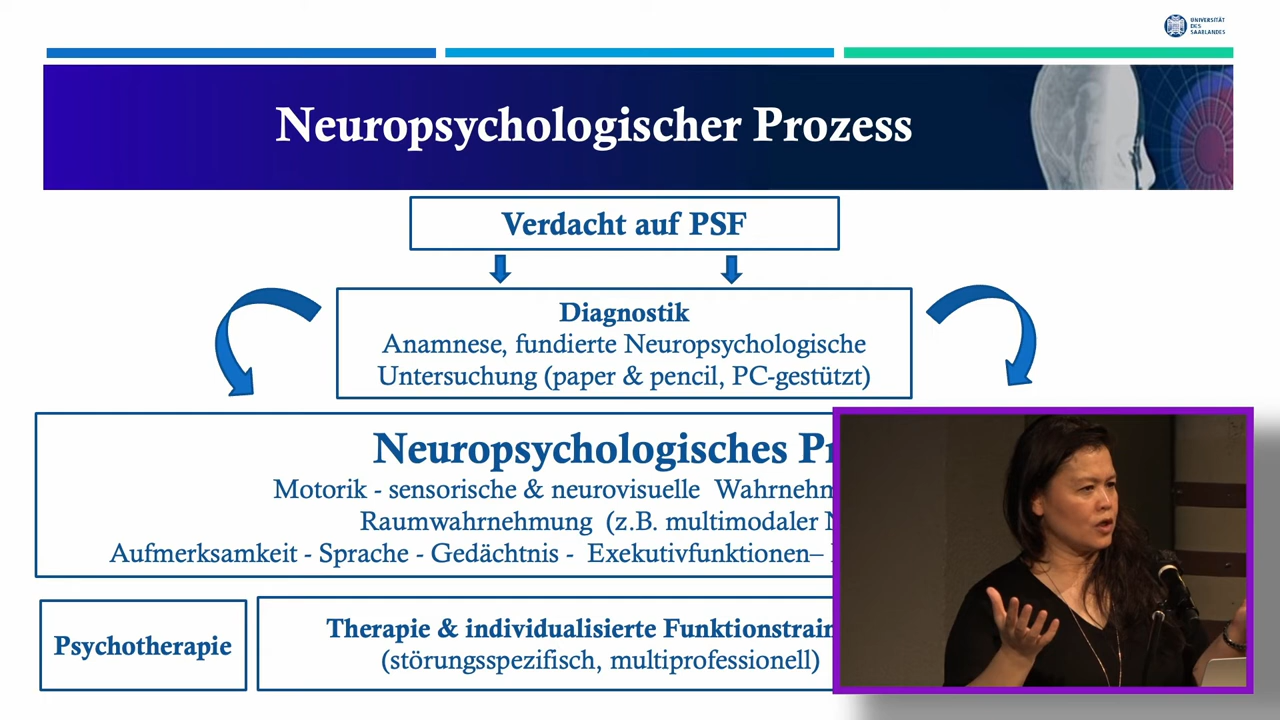 UNIVERSITÄT
DES
SAARLANDES
Neuropsychologischer Prozess
Verdacht auf PSF
Diagnostik
Anamnese, fundierte Neuropsychologische
Untersuchung (paper & pencil, PC-gestützt)
Neuropsychologisches
Motorik - sensorische & neurovisuelle
Raumwahrnehmung (z.B. multimodaler
Aufmerksamkeit - Sprache - Gedächtnis - Exekutivfunktionen–
Psychotherapie
Therapie & individualisierte
(störungsspezifisch, multiprofessionell)